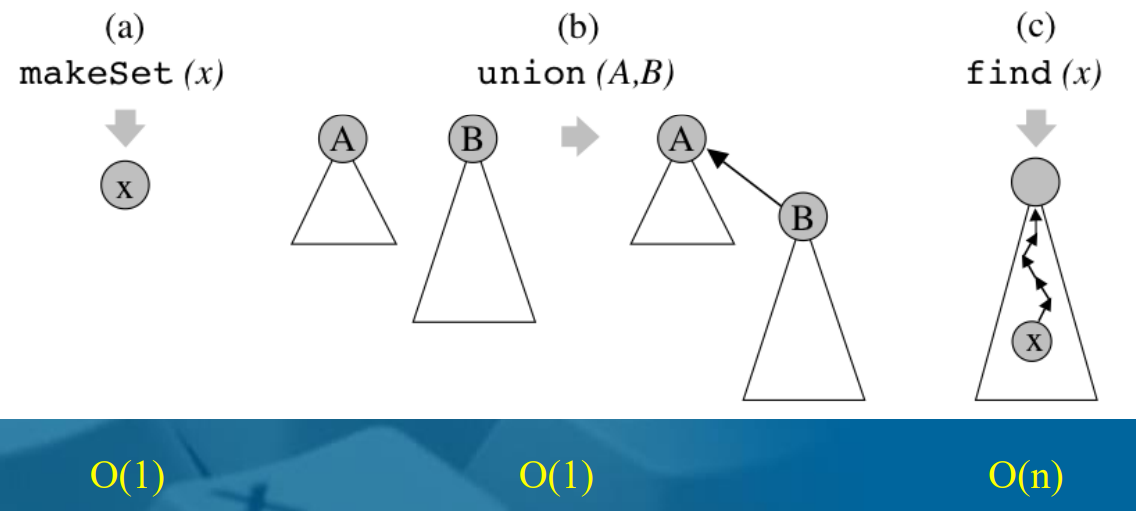 (a) (b) (c)
makeSet (x) union (A,B) find (x)
A B A
x
B
x
O(1) O(1) O(n)